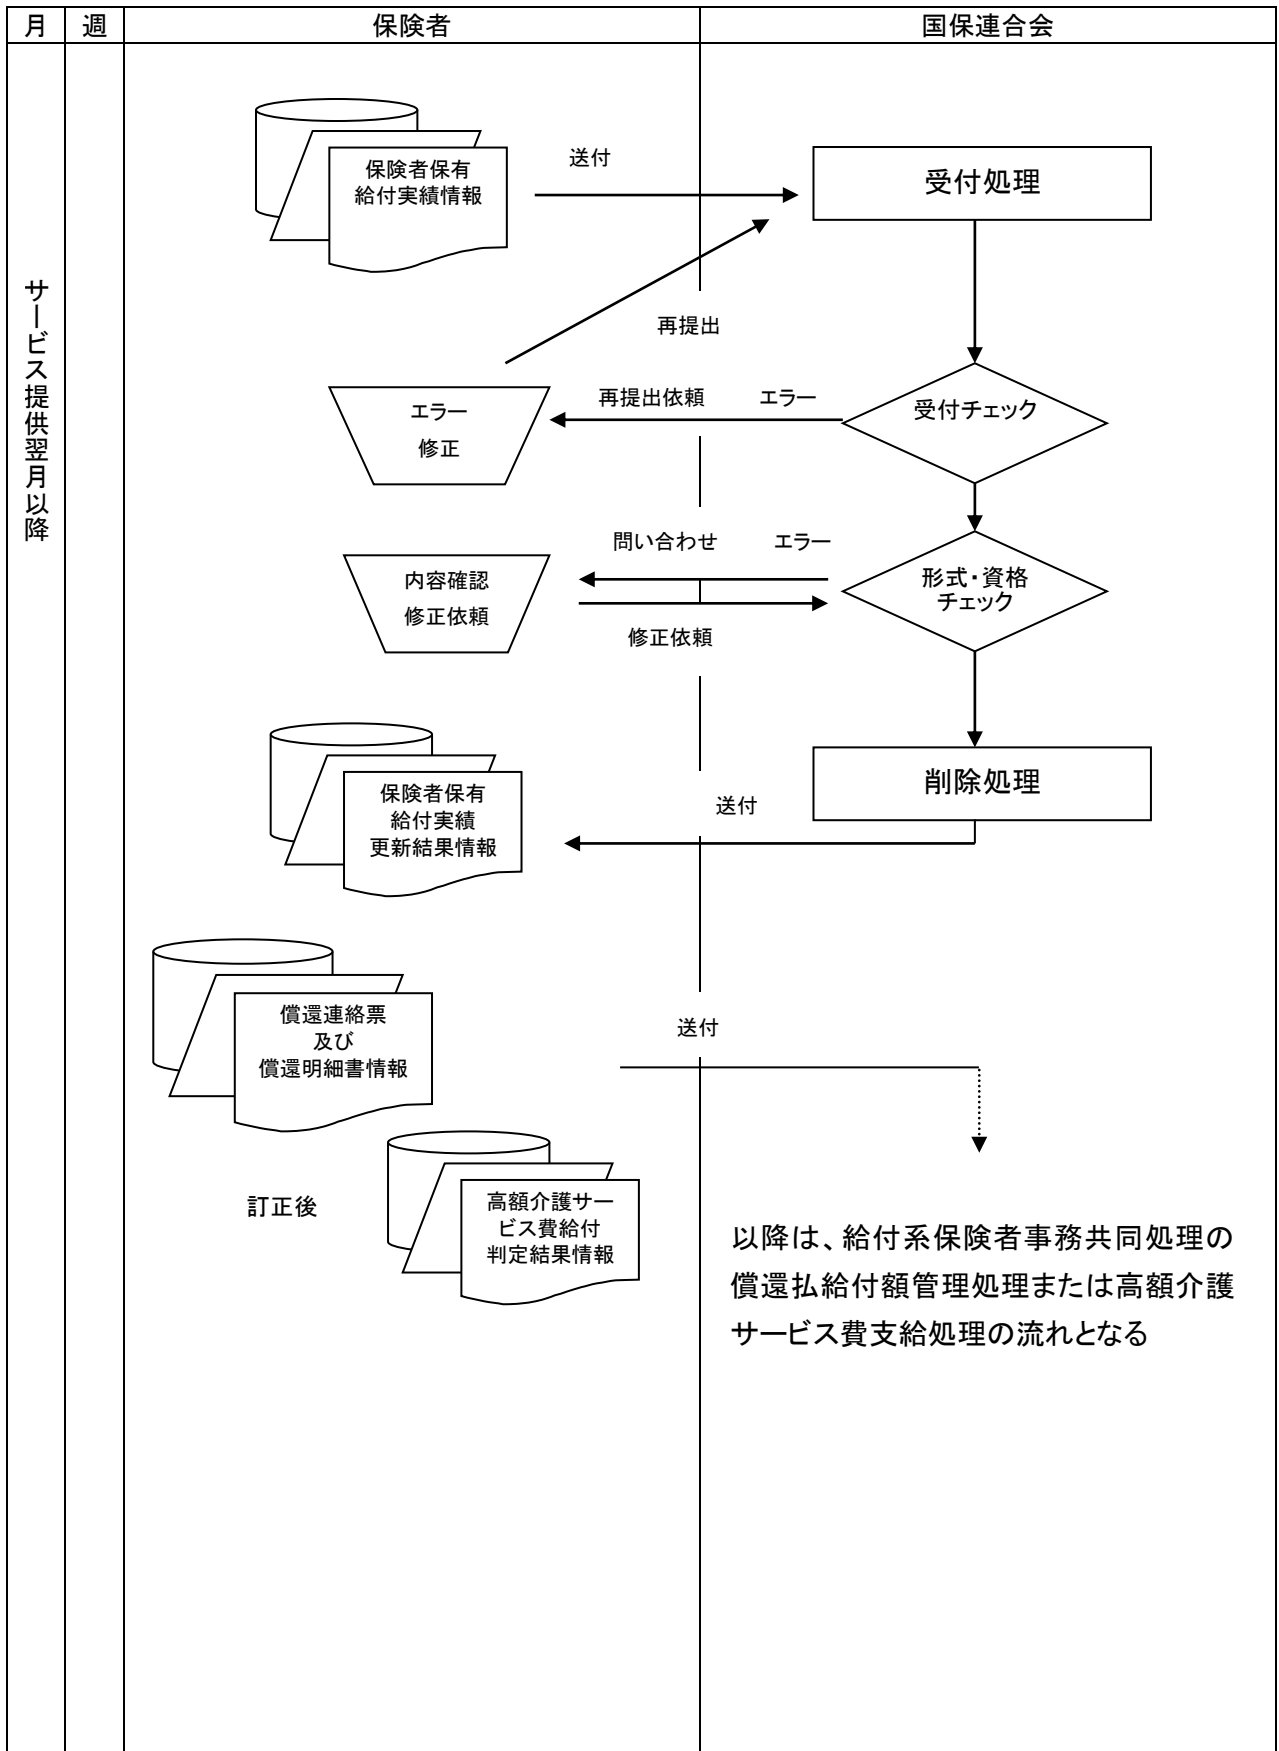 月
週
保険者
国保連合会
サービス提供翌月以降
保険者保有
給付実績情報
送付
受付処理
再提出
エラー
修正
再提出依頼
エラー
受付チェック
問い合わせ
エラー
内容確認
修正依頼
形式・資格
チェック
修正依頼
保険者保有
給付実績
更新結果情報
送付
削除処理
償還連絡票
及び
償還明細書情報
送付
訂正後
高額介護サー
ビス費給付
判定結果情報
以降は、給付系保険者事務共同処理の
償還払給付額管理処理または高額介護
サービス費支給処理の流れとなる